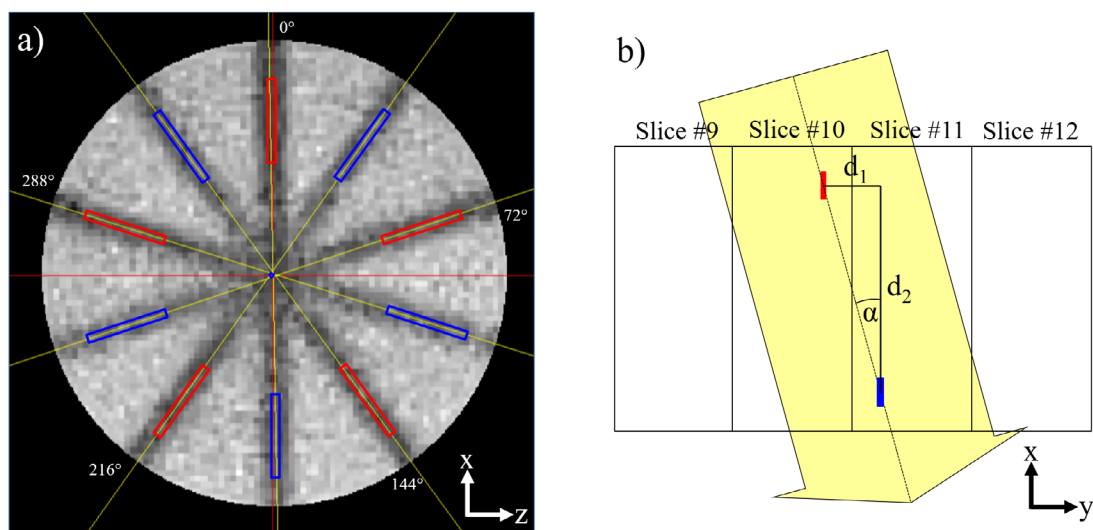 a)
0°
288°
72°
216°
144°
x
z
b)
Slice #9 Slice #10 Slice #11 Slice #12
d1
d2
α
x
y